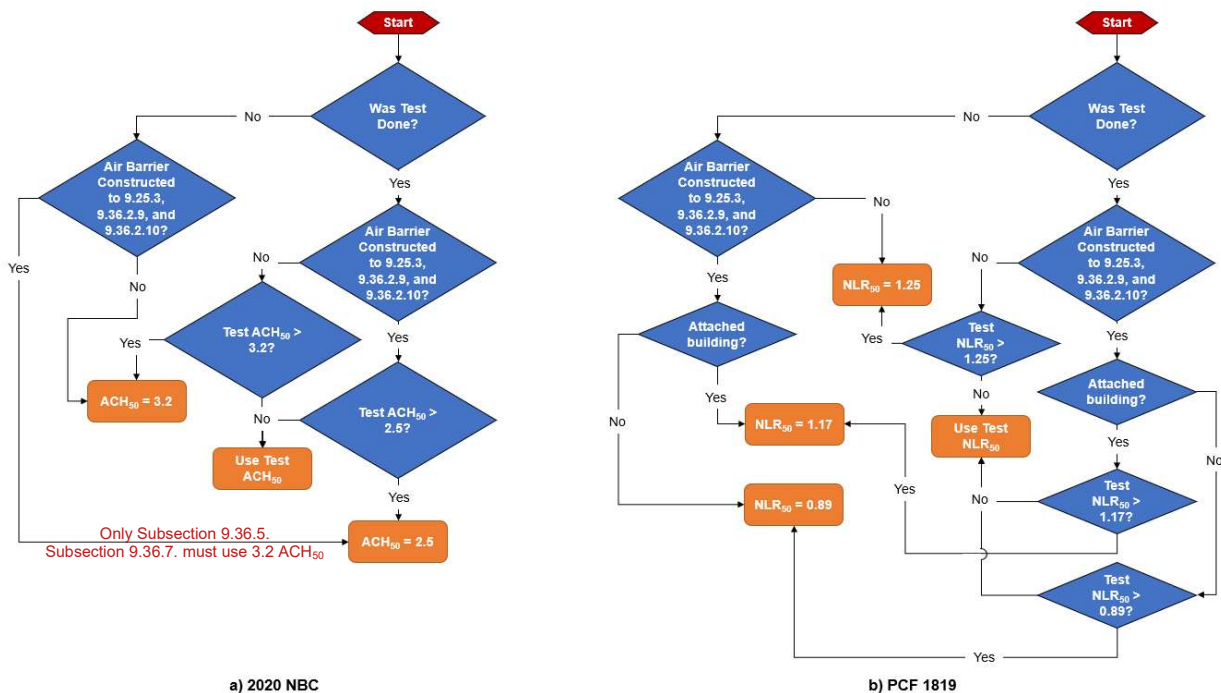 Start
Was Test
Done?
No
Yes
Air Barrier
Constructed
to 9.25.3,
9.36.2.9, and
9.36.2.10?
Air Barrier
Constructed
to 9.25.3,
9.36.2.9, and
9.36.2.10?
Yes
No
No
Yes
Test ACH₅₀ >
3.2?
Yes
No
ACH₅₀ = 3.2
Test ACH₅₀ >
2.5?
Use Test
ACH₅₀
Yes
Only Subsection 9.36.5.
Subsection 9.36.7. must use 3.2 ACH₅₀
ACH₅₀ = 2.5
a) 2020 NBC
Start
Was Test
Done?
No
Yes
Air Barrier
Constructed
to 9.25.3,
9.36.2.9, and
9.36.2.10?
No
Air Barrier
Constructed
to 9.25.3,
9.36.2.9, and
9.36.2.10?
Yes
NLR₅₀ = 1.25
No
Yes
Attached
building?
Yes
Test
NLR₅₀ >
1.25?
Attached
building?
No
Yes
No
NLR₅₀ = 1.17
Use Test
NLR₅₀
Yes
No
NLR₅₀ = 0.89
Yes
No
Test
NLR₅₀ >
1.17?
Test
NLR₅₀ >
0.89?
Yes
b) PCF 1819